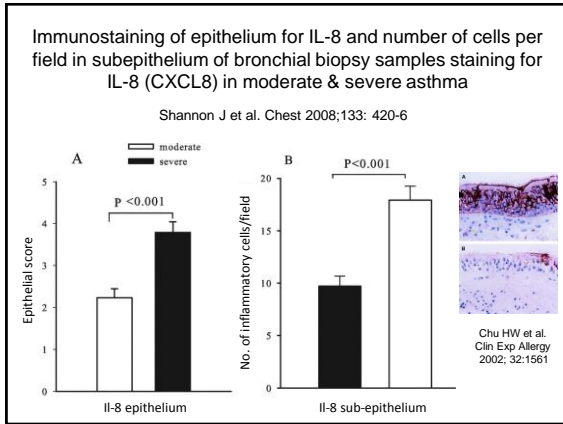 Immunostaining of epithelium for IL-8 and number of cells per
field in subepithelium of bronchial biopsy samples staining for
IL-8 (CXCL8) in moderate & severe asthma
Shannon J et al. Chest 2008;133: 420-6
moderate
severe
A
P <0.001
5
4
3
2
1
0
Epithelial score
Il-8 epithelium
B
P<0.001
20
15
10
5
0
No. of inflammatory cells/field
Il-8 sub-epithelium
A
B
Chu HW et al.
Clin Exp Allergy
2002; 32:1561